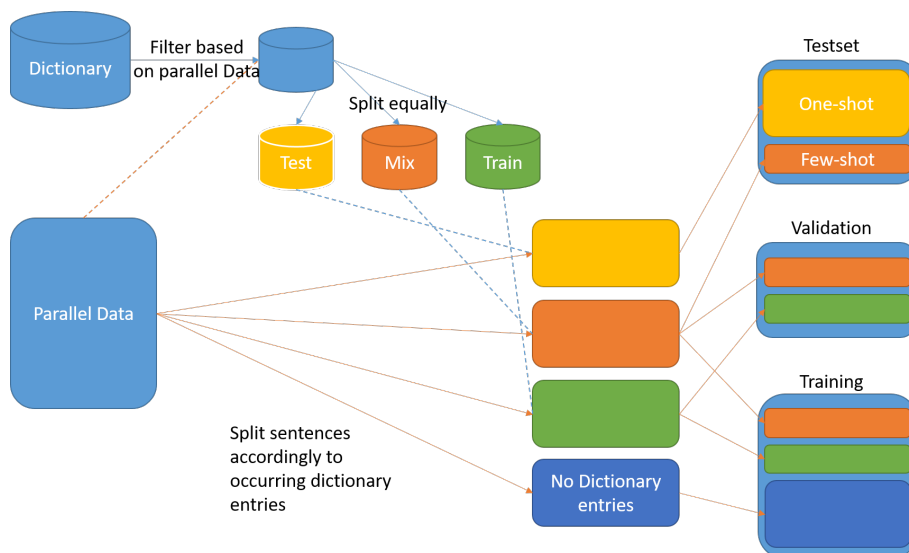 Testset
Filter based
on parallel Data
Dictionary
One-shot
Split equally
Test
Mix
Train
Few-shot
Validation
Parallel Data
Training
Split sentences
accordingly to
occurring dictionary
entries
No Dictionary
entries